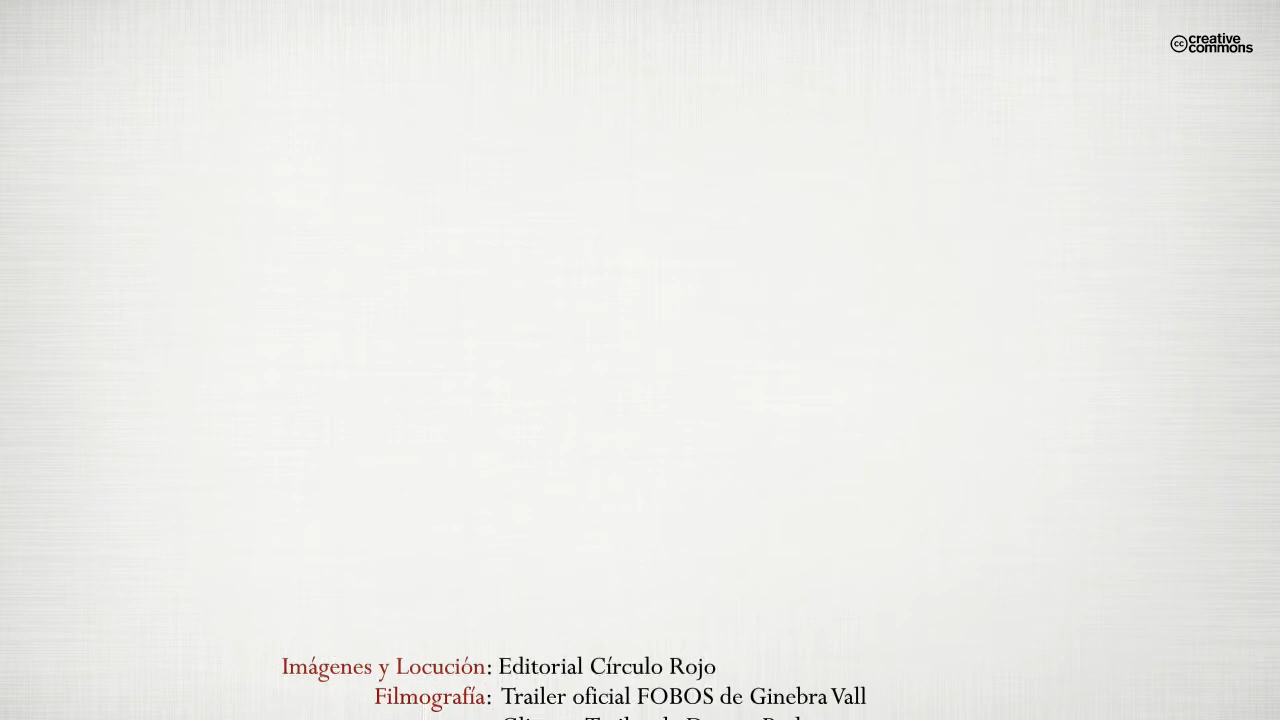 creative
commons
Imágenes y Locución: Editorial Círculo Rojo
Filmografía: Trailer oficial FOBOS de Ginebra Vall